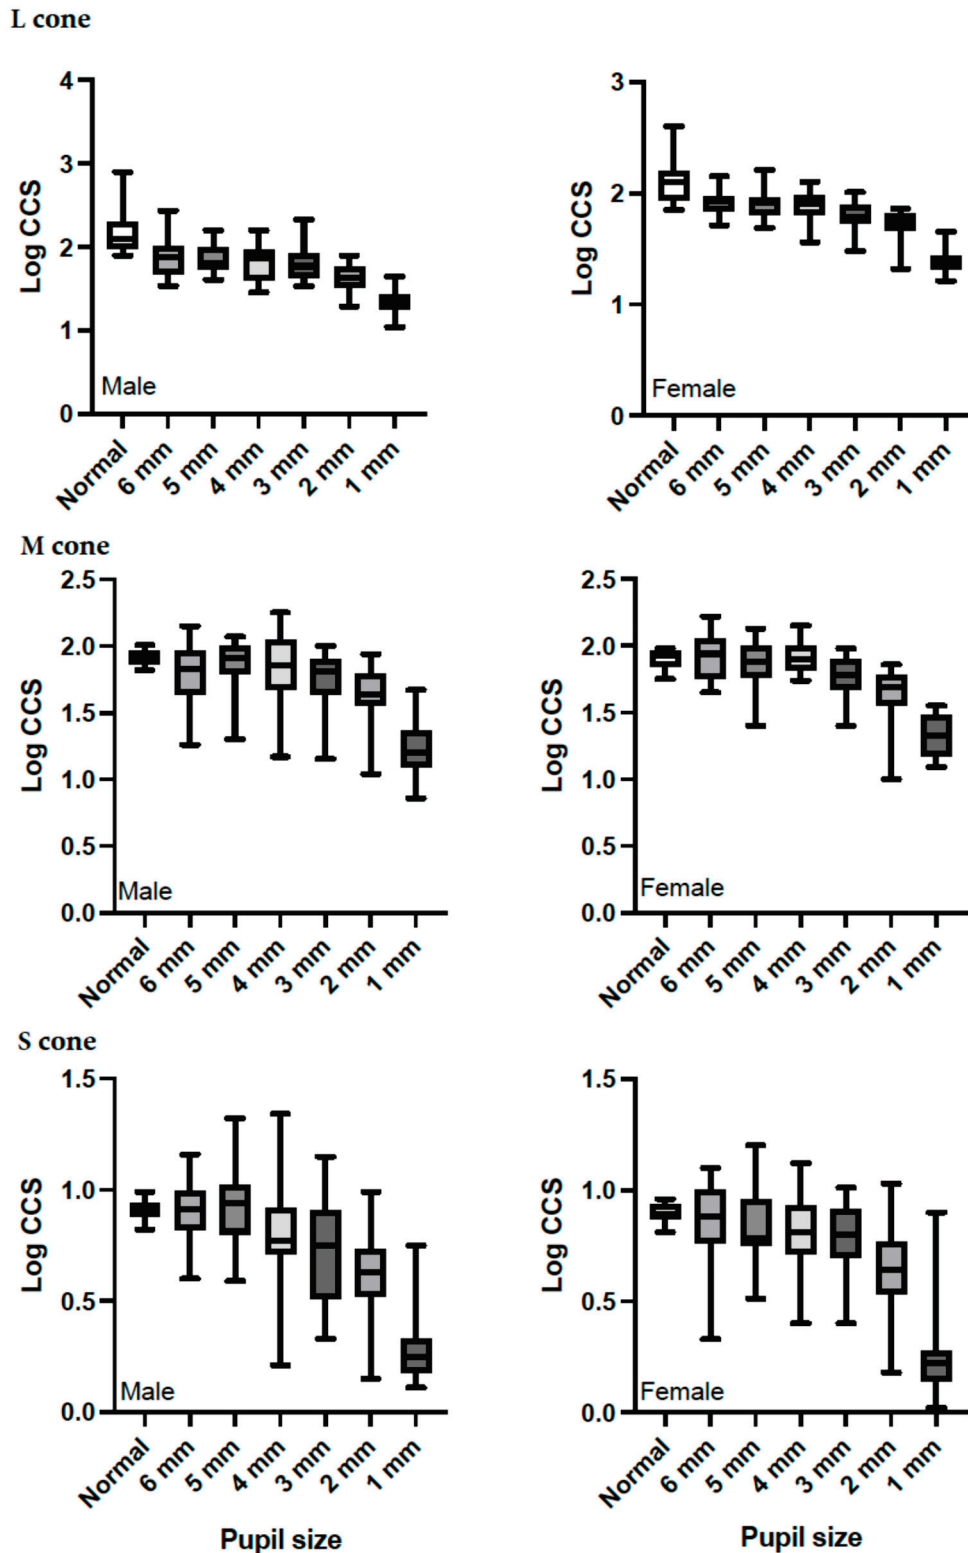 L cone
Log CCS
4
3
2
1
0
Male
Normal
6 mm
5 mm
4 mm
3 mm
2 mm
1 mm
Log CCS
3
2
1
0
Female
Normal
6 mm
5 mm
4 mm
3 mm
2 mm
1 mm
M cone
Log CCS
2.5
2.0
1.5
1.0
0.5
0.0
Male
Normal
6 mm
5 mm
4 mm
3 mm
2 mm
1 mm
Log CCS
2.5
2.0
1.5
1.0
0.5
0.0
Female
Normal
6 mm
5 mm
4 mm
3 mm
2 mm
1 mm
S cone
Log CCS
1.5
1.0
0.5
0.0
Male
Normal
6 mm
5 mm
4 mm
3 mm
2 mm
1 mm
Pupil size
Log CCS
1.5
1.0
0.5
0.0
Female
Normal
6 mm
5 mm
4 mm
3 mm
2 mm
1 mm
Pupil size